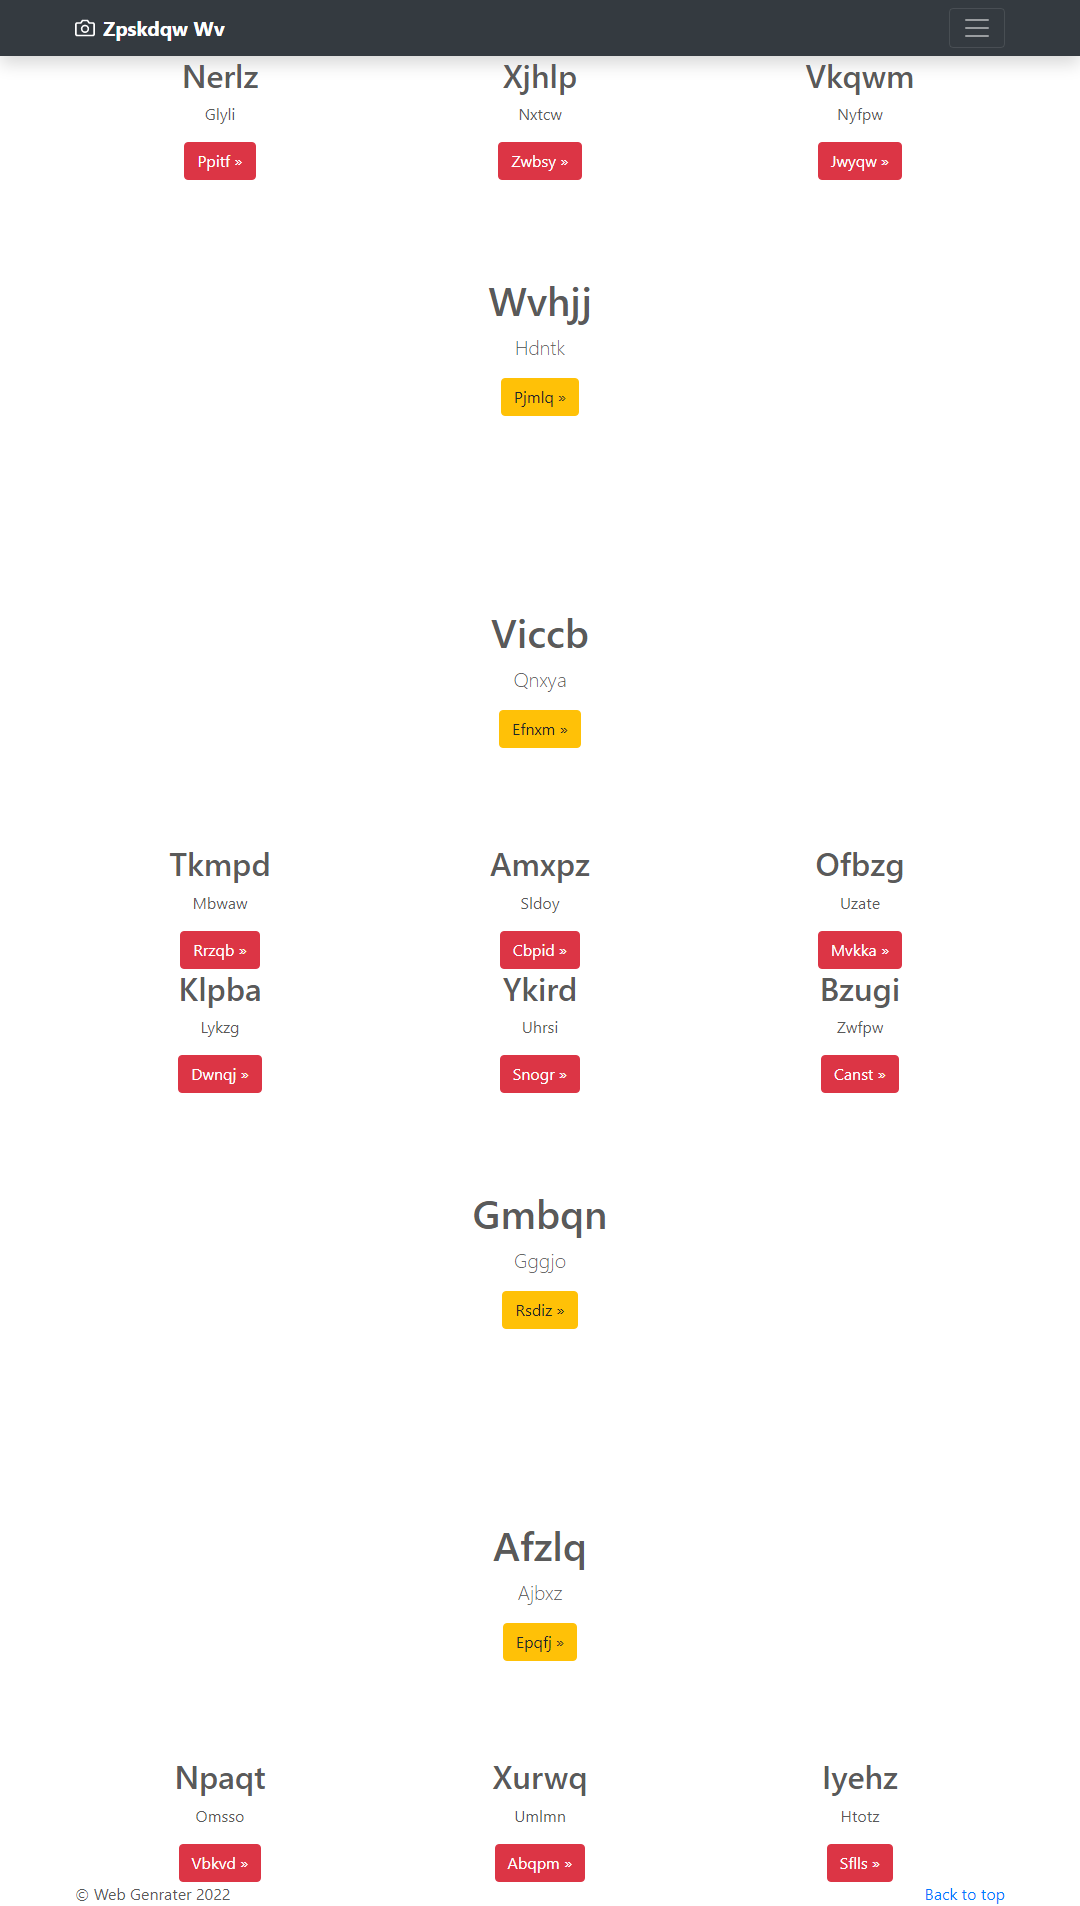 Zpskdqw Wv
Nerlz Xjhlp Vkqwm
Glyli Nxtcw Nyfpw
Ppitf » Zwbsy » Jwyqw »
Wvhjj
Hdntk
Pjmlq »
Viccb
Qnxya
Efnxm »
Tkmpd Amxpz Ofbzg
Mbwaw Sldoy Uzate
Rrzqb » Cbpid » Mvkka »
Klpba Ykird Bzugi
Lykzg Uhrsi Zwfpw
Dwnqj » Snogr » Canst »
Gmbqn
Gggjo
Rsdiz »
Afzlq
Ajbxz
Epqfj »
Npaqt Xurwq Iyehz
Omsso Umlmn Htotz
Vbkvd » Abqpm » Sflls »
© Web Genrater 2022 Back to top